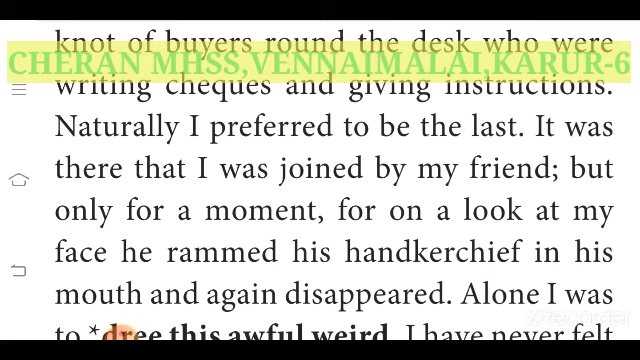 knot of buyers round the desk who were
CHERAN MHSS,VENNAIMALAI,KARUR-6
writing cheques and giving instructions.
Naturally I preferred to be the last. It was
there that I was joined by my friend; but
only for a moment, for on a look at my
face he rammed his handkerchief in his
mouth and again disappeared. Alone I was
to *dree this awful weird. I have never felt